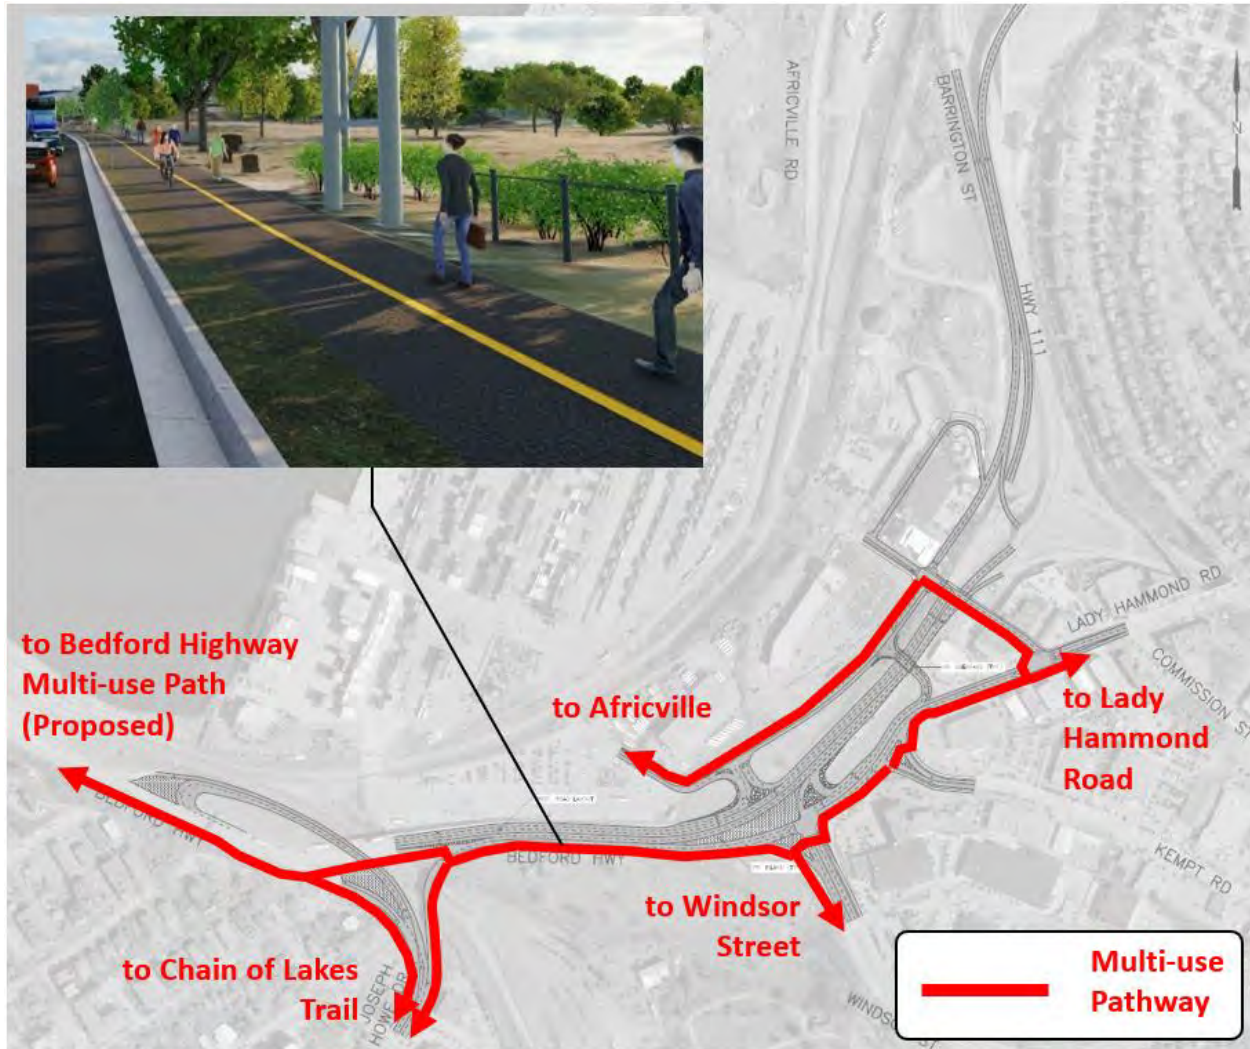 AFRICVILLE RD
BARRINGTON ST
N
HWY 111
LADY HAMMOND RD
COMMISSION ST
to Bedford Highway
Multi-use Path
(Proposed)
to Africville
to Lady
Hammond
Road
BEDFORD HWY
BEDFORD HWY
KEMPT RD
to Windsor
Street
to Chain of Lakes
Trail
JOSEPH
HOWE DR
WINDSOR ST
Multi-use
Pathway